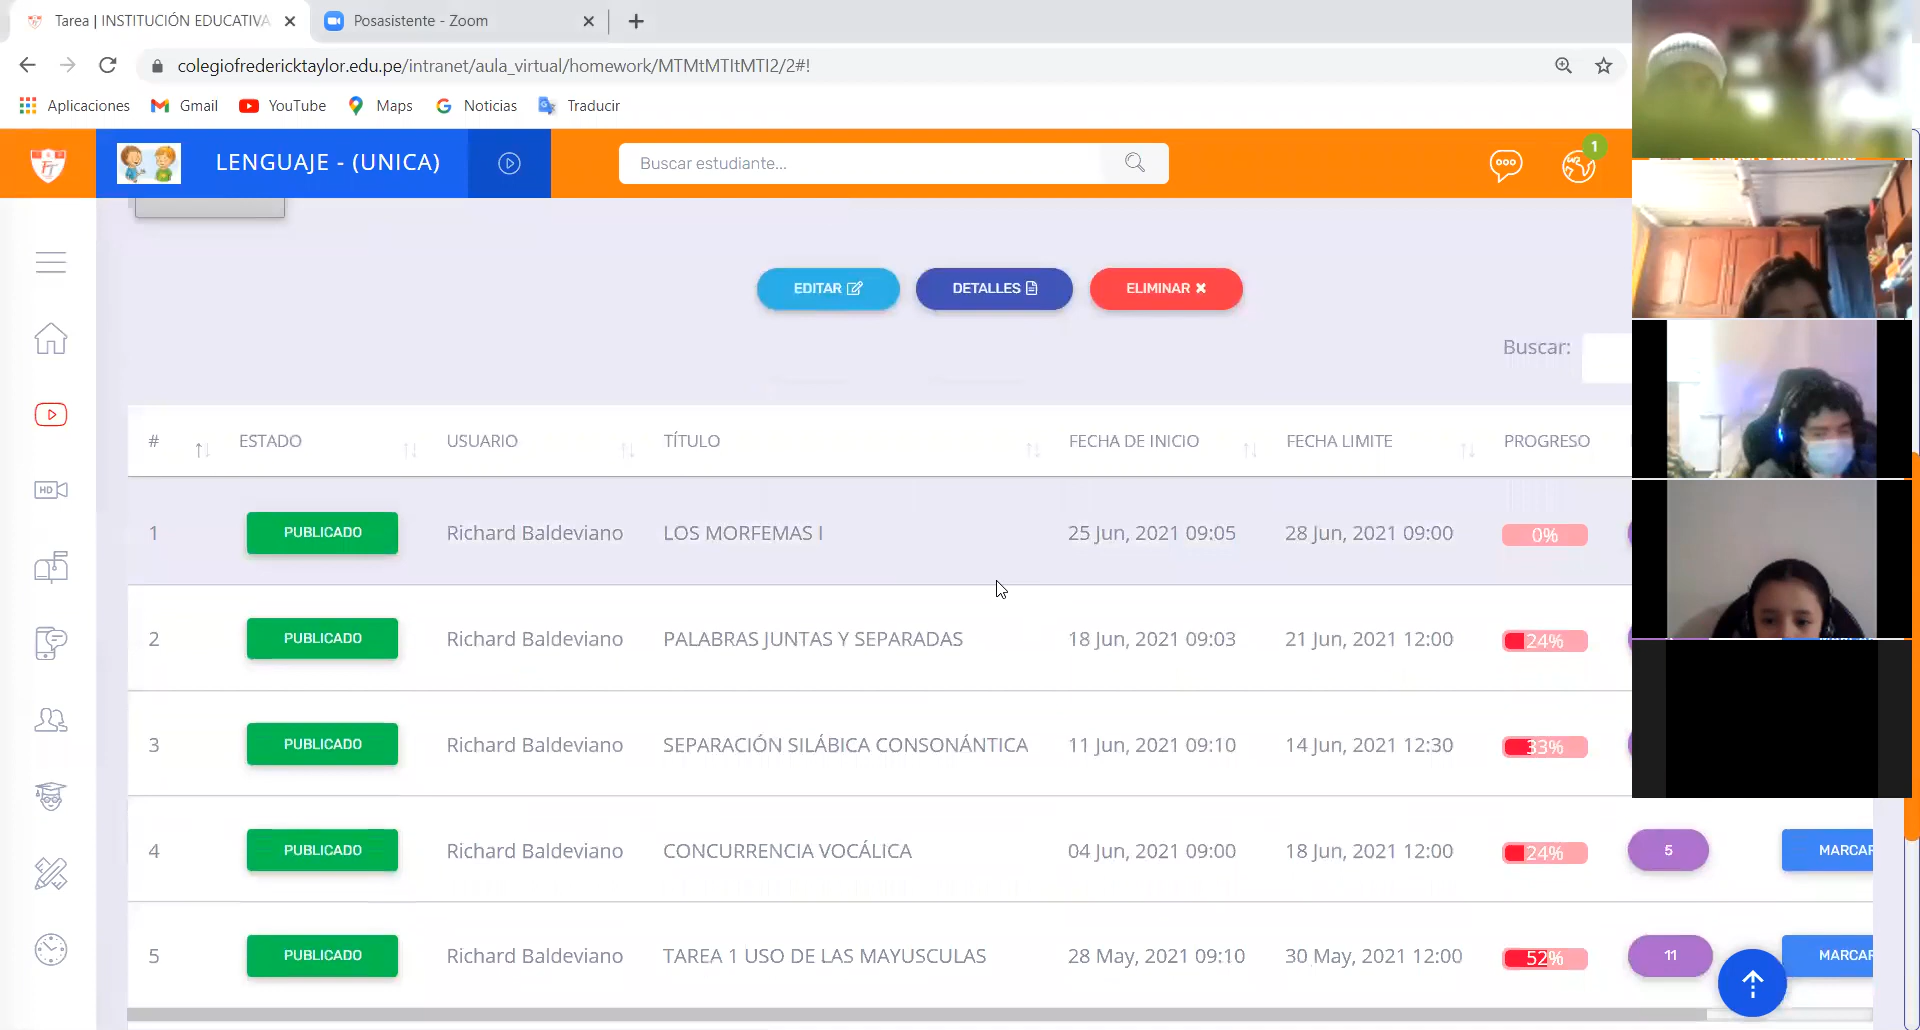 Tarea | INSTITUCIÓN EDUCATIVA
Posasistente - Zoom
colegiofredericktaylor.edu.pe/intranet/aula_virtual/homework/MTMtMTItMTI2/2#!
Aplicaciones Gmail YouTube Maps Noticias Traducir
FT LENGUAJE - (UNICA) Buscar estudiante... 1
EDITAR DETALLES ELIMINAR
Buscar:
# ESTADO USUARIO TÍTULO FECHA DE INICIO FECHA LIMITE PROGRESO
1 PUBLICADO Richard Baldeviano LOS MORFEMAS I 25 Jun, 2021 09:05 28 Jun, 2021 09:00 0%
HD
2 PUBLICADO Richard Baldeviano PALABRAS JUNTAS Y SEPARADAS 18 Jun, 2021 09:03 21 Jun, 2021 12:00 24%
3 PUBLICADO Richard Baldeviano SEPARACIÓN SILÁBICA CONSONÁNTICA 11 Jun, 2021 09:10 14 Jun, 2021 12:30 33%
4 PUBLICADO Richard Baldeviano CONCURRENCIA VOCÁLICA 04 Jun, 2021 09:00 18 Jun, 2021 12:00 24% 5 MARCAR
5 PUBLICADO Richard Baldeviano TAREA 1 USO DE LAS MAYUSCULAS 28 May, 2021 09:10 30 May, 2021 12:00 52% 11 MARCAR